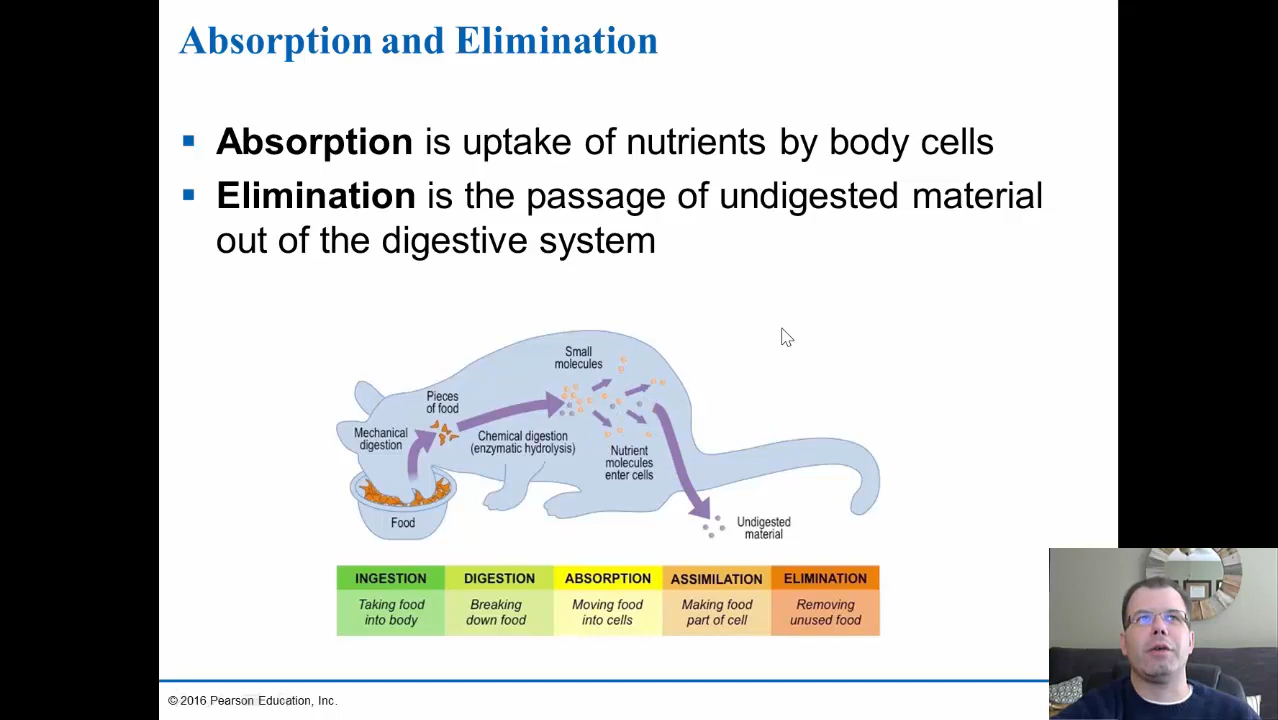 Absorption and Elimination
Absorption is uptake of nutrients by body cells
Elimination is the passage of undigested material
out of the digestive system
Small
molecules
Pieces
of food
Mechanical
digestion
Chemical digestion
(enzymatic hydrolysis)
Nutrient
molecules
enter cells
Food
Undigested
material
INGESTION DIGESTION ABSORPTION ASSIMILATION ELIMINATION
Taking food Breaking Moving food Making food Removing
into body down food into cells part of cell unused food
© 2016 Pearson Education, Inc.